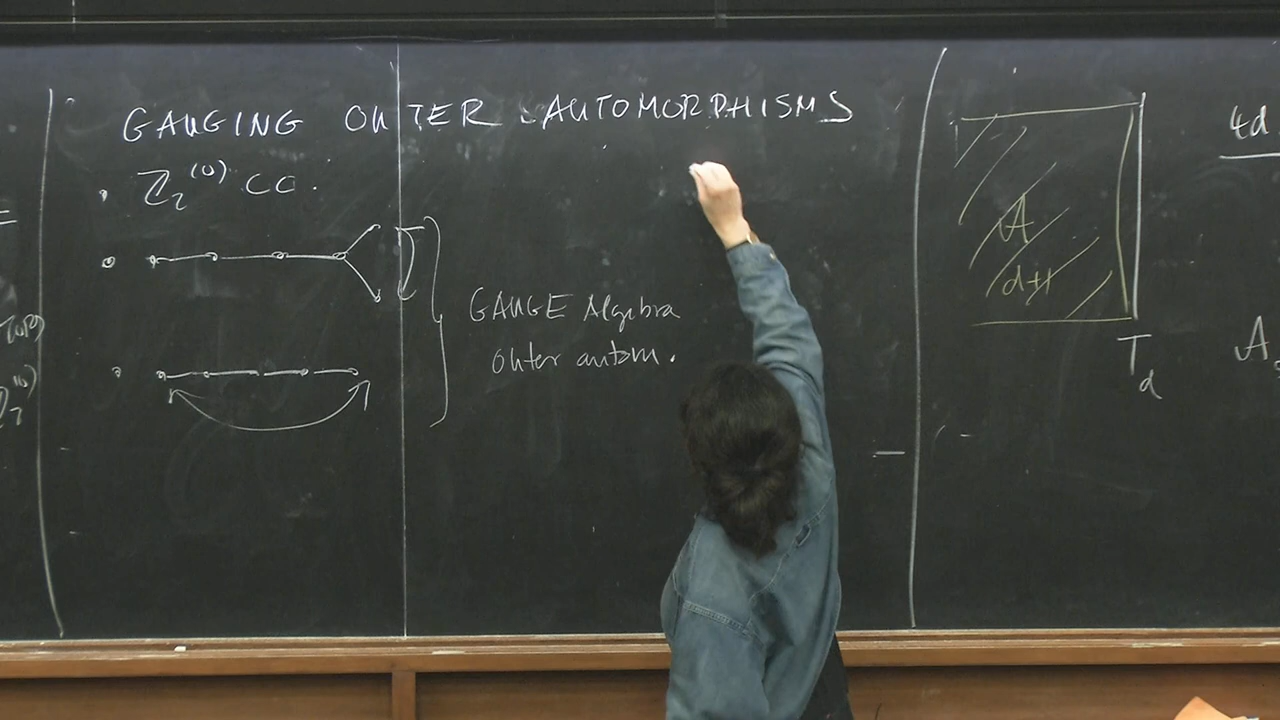 GAUGING OUTER AUTOMORPHISMS
· Z₂⁽⁰⁾ CC.
GAUGE Algebra
outer autom.
A
d+1
T_d
4d
A